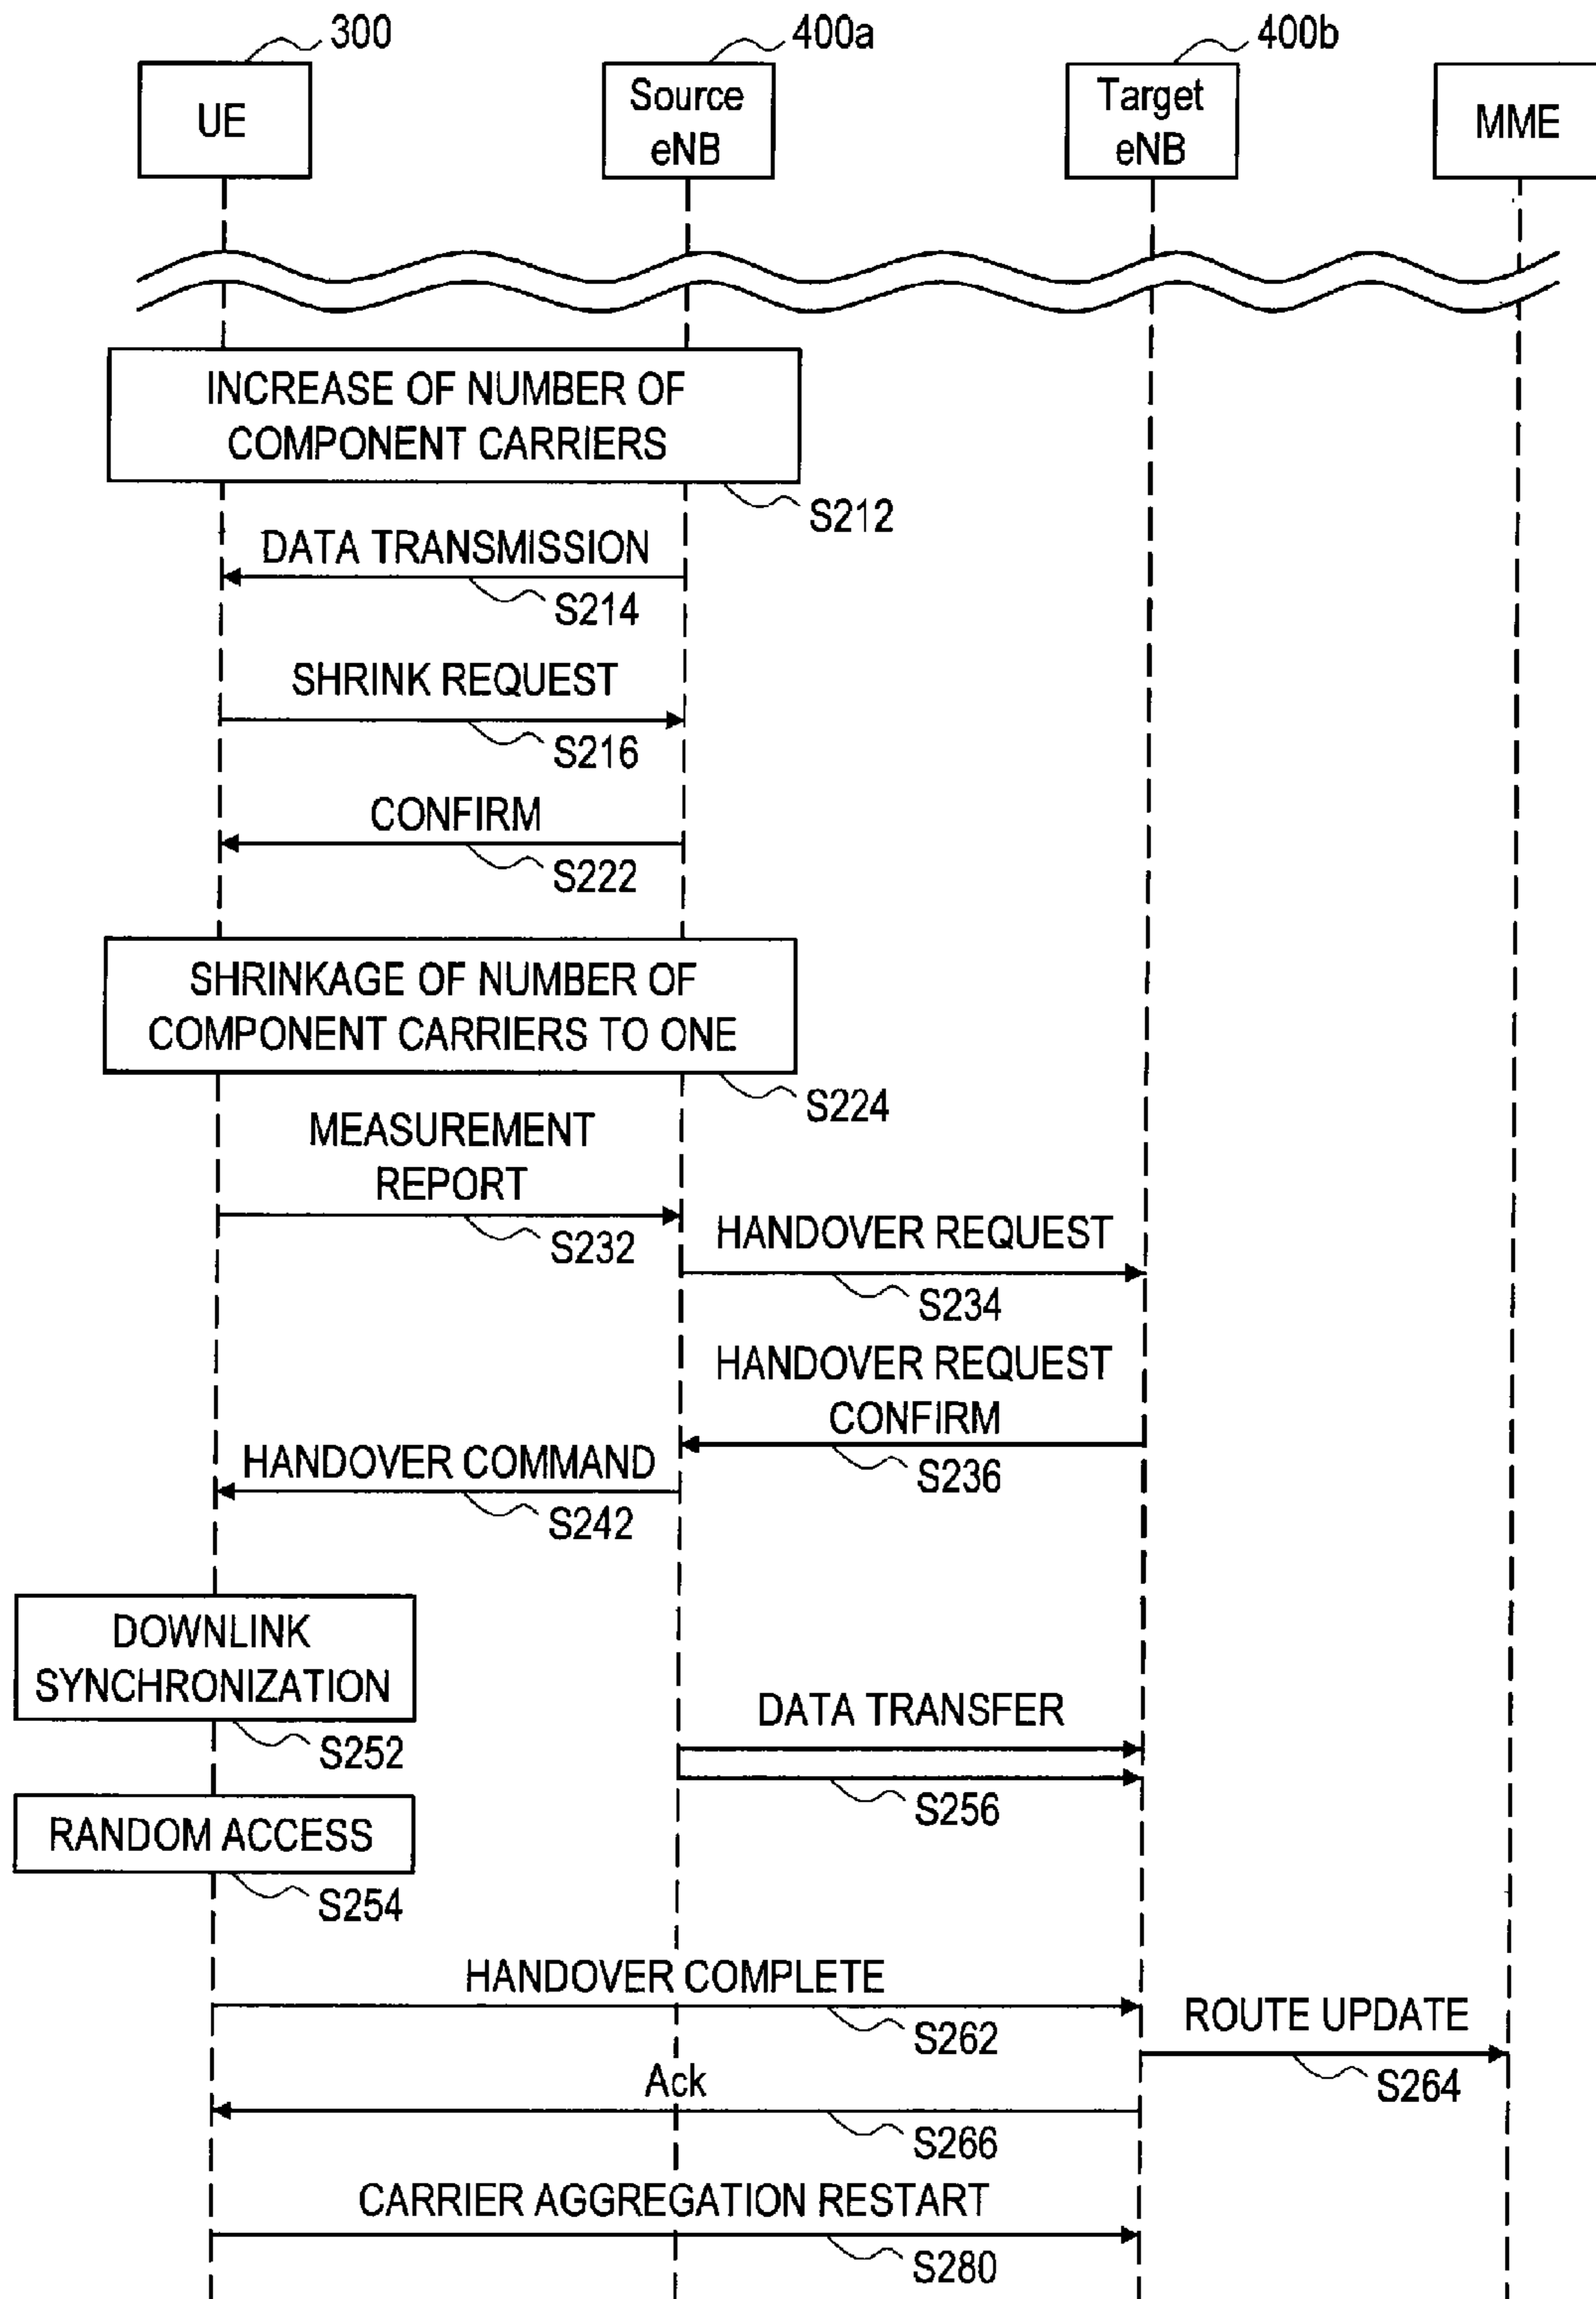 300
400a
400b
UE
Source
eNB
Target
eNB
MME
INCREASE OF NUMBER OF
COMPONENT CARRIERS
S212
DATA TRANSMISSION
S214
SHRINK REQUEST
S216
CONFIRM
S222
SHRINKAGE OF NUMBER OF
COMPONENT CARRIERS TO ONE
S224
MEASUREMENT
REPORT
S232
HANDOVER REQUEST
S234
HANDOVER REQUEST
CONFIRM
S236
HANDOVER COMMAND
S242
DOWNLINK
SYNCHRONIZATION
S252
DATA TRANSFER
S256
RANDOM ACCESS
S254
HANDOVER COMPLETE
S262
ROUTE UPDATE
S264
Ack
S266
CARRIER AGGREGATION RESTART
S280